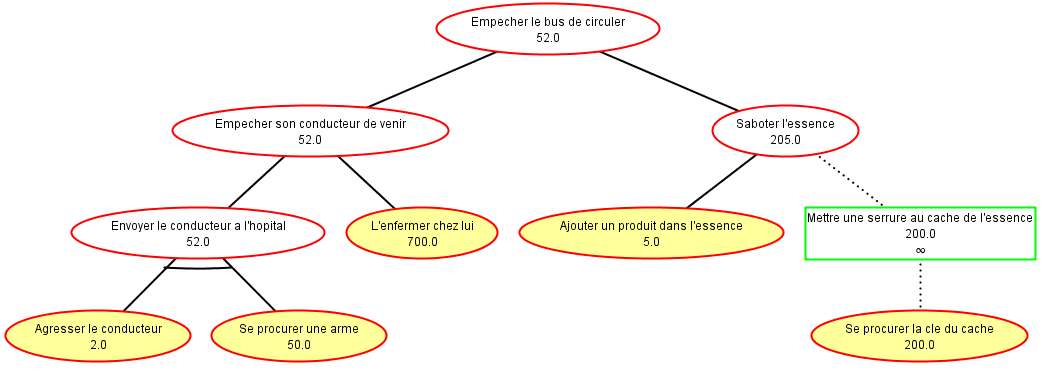 Empecher le bus de circuler
52.0
Empecher son conducteur de venir
52.0
Saboter l'essence
205.0
Envoyer le conducteur a l'hopital
52.0
L'enfermer chez lui
700.0
Ajouter un produit dans l'essence
5.0
Mettre une serrure au cache de l'essence
200.0
∞
Agresser le conducteur
2.0
Se procurer une arme
50.0
Se procurer la cle du cache
200.0